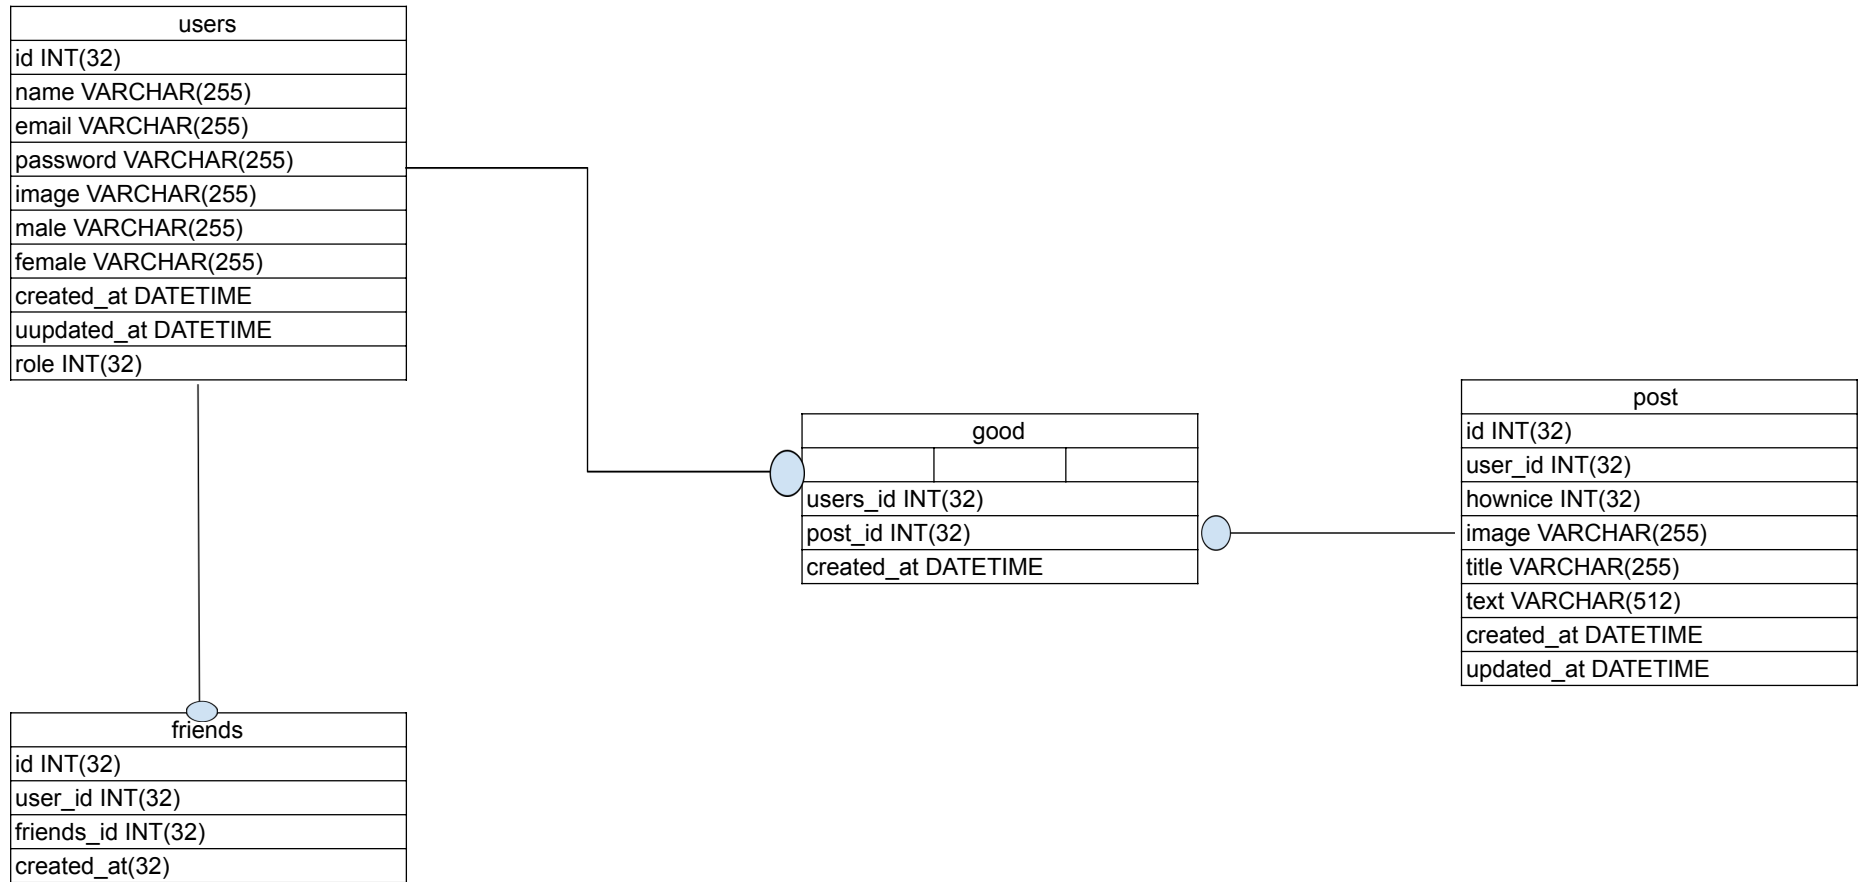 users
id INT(32)
name VARCHAR(255)
email VARCHAR(255)
password VARCHAR(255)
image VARCHAR(255)
male VARCHAR(255)
female VARCHAR(255)
created_at DATETIME
uupdated_at DATETIME
role INT(32)
good
users_id INT(32)
post_id INT(32)
created_at DATETIME
post
id INT(32)
user_id INT(32)
hownice INT(32)
image VARCHAR(255)
title VARCHAR(255)
text VARCHAR(512)
created_at DATETIME
updated_at DATETIME
friends
id INT(32)
user_id INT(32)
friends_id INT(32)
created_at(32)